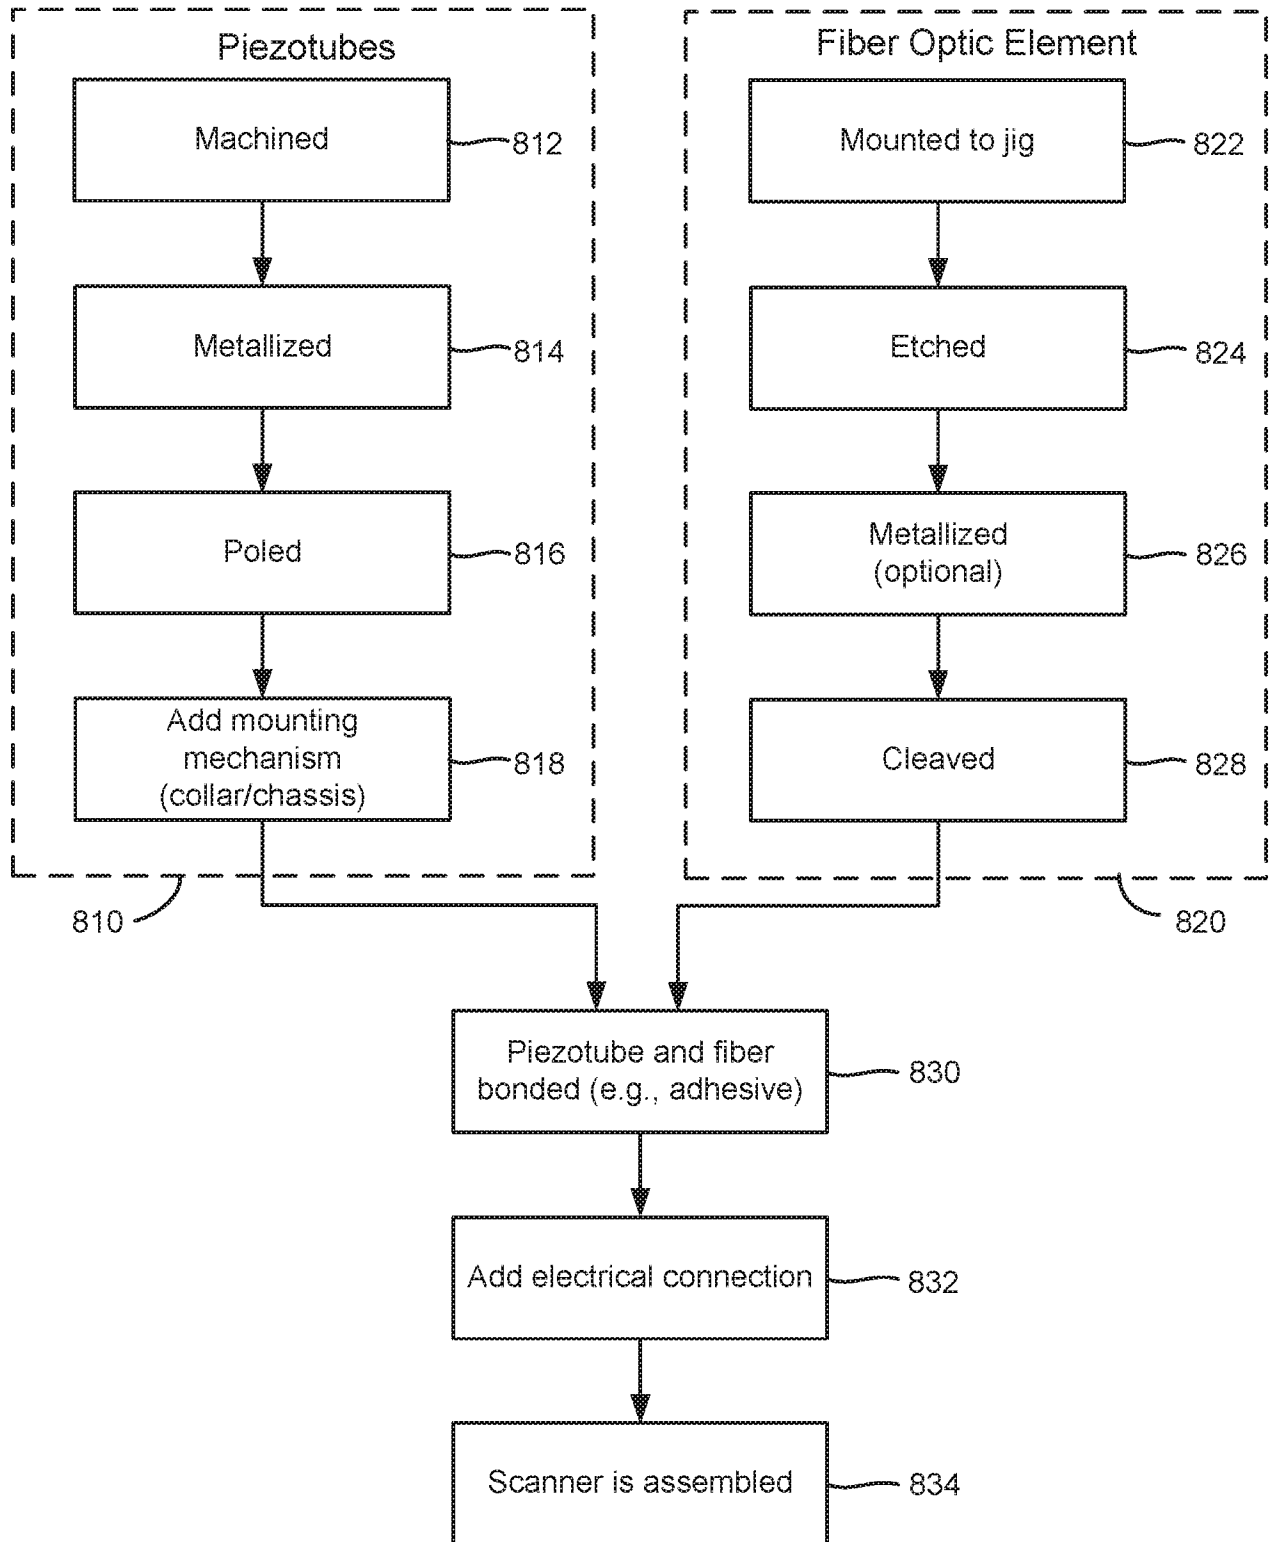 Piezotubes
Machined
812
Metallized
814
Poled
816
Add mounting
mechanism
(collar/chassis)
818
810
Fiber Optic Element
Mounted to jig
822
Etched
824
Metallized
(optional)
826
Cleaved
828
820
Piezotube and fiber
bonded (e.g., adhesive)
830
Add electrical connection
832
Scanner is assembled
834